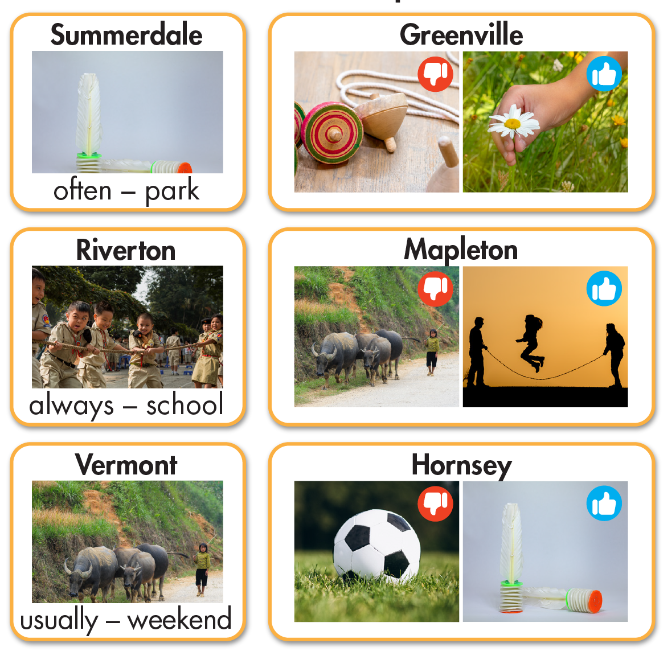 Summerdale
often – park
Greenville
Riverton
always – school
Mapleton
Vermont
usually – weekend
Hornsey